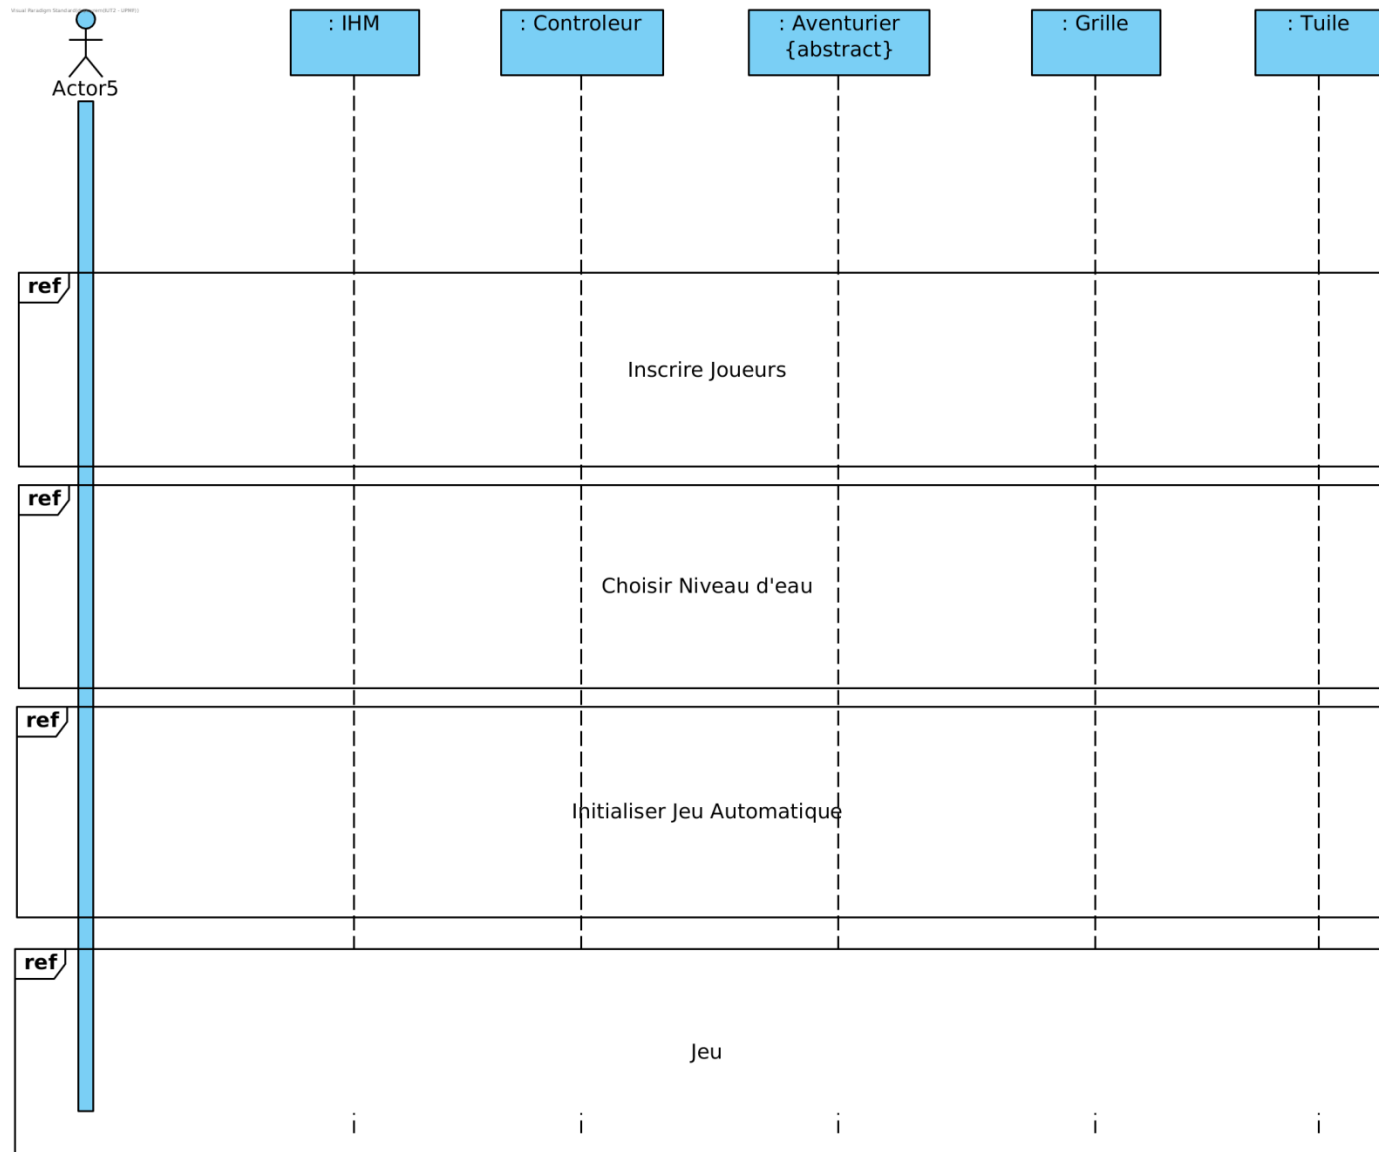 : IHM
: Controleur
: Aventurier
{abstract}
: Grille
: Tuile
Actor5
ref
Inscrire Joueurs
ref
Choisir Niveau d'eau
ref
Initialiser Jeu Automatique
ref
Jeu